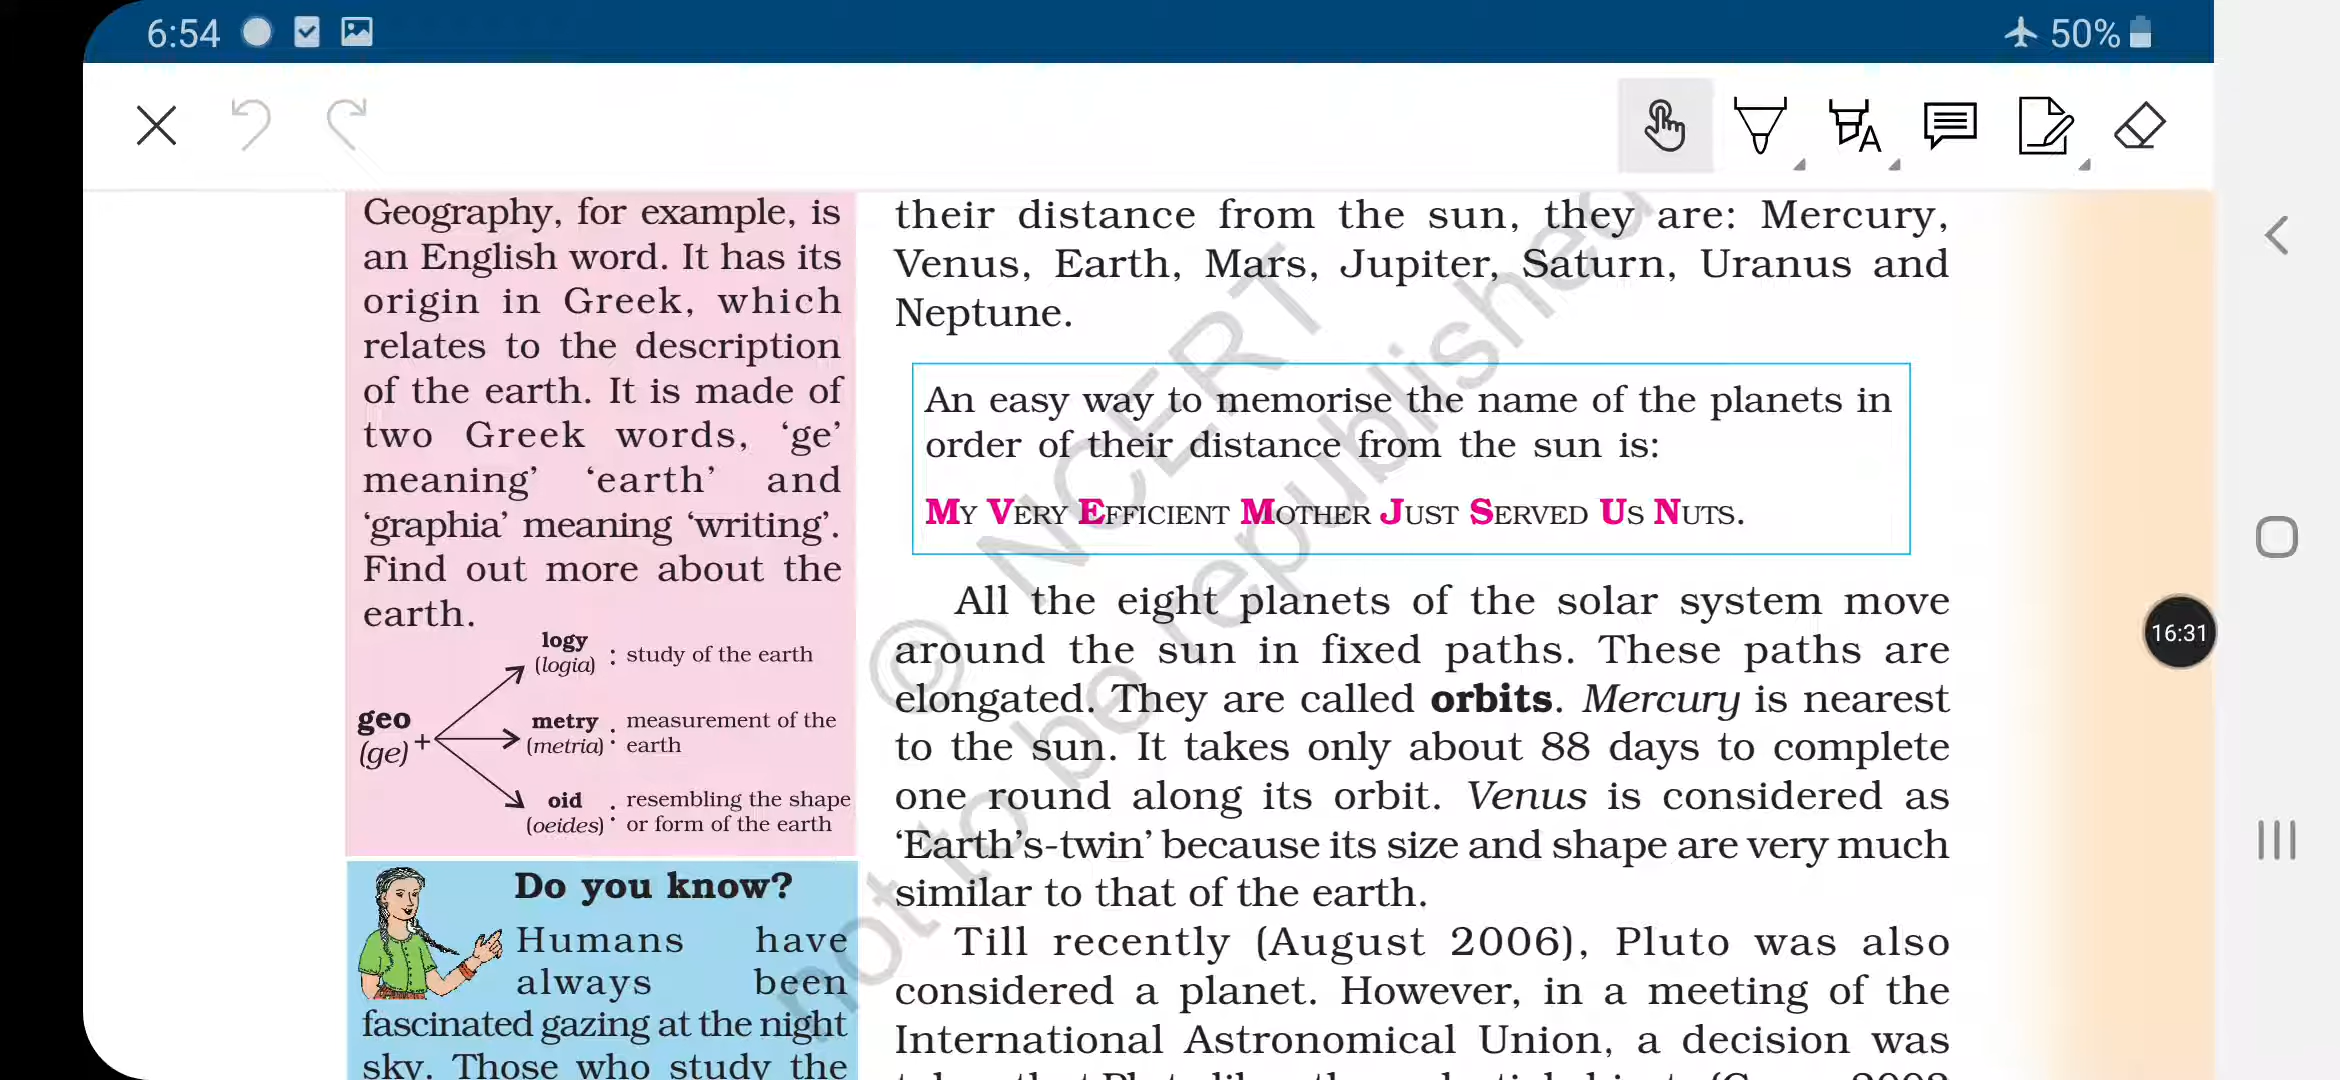 6:54
50%
Geography, for example, is
an English word. It has its
origin in Greek, which
relates to the description
of the earth. It is made of
two Greek words, ‘ge’
meaning’ ‘earth’ and
‘graphia’ meaning ‘writing’.
Find out more about the
earth.
logy
(logia) : study of the earth
geo
(ge) +
metry
(metria) : measurement of the
earth
oid
(oeides) : resembling the shape
or form of the earth
Do you know?
Humans have
always been
fascinated gazing at the night
sky. Those who study the
their distance from the sun, they are: Mercury,
Venus, Earth, Mars, Jupiter, Saturn, Uranus and
Neptune.
An easy way to memorise the name of the planets in
order of their distance from the sun is:
MY VERY EFFICIENT MOTHER JUST SERVED US NUTS.
All the eight planets of the solar system move
around the sun in fixed paths. These paths are
elongated. They are called orbits. Mercury is nearest
to the sun. It takes only about 88 days to complete
one round along its orbit. Venus is considered as
‘Earth’s-twin’ because its size and shape are very much
similar to that of the earth.
Till recently (August 2006), Pluto was also
considered a planet. However, in a meeting of the
International Astronomical Union, a decision was
© NCERT
not to be republished
16:31